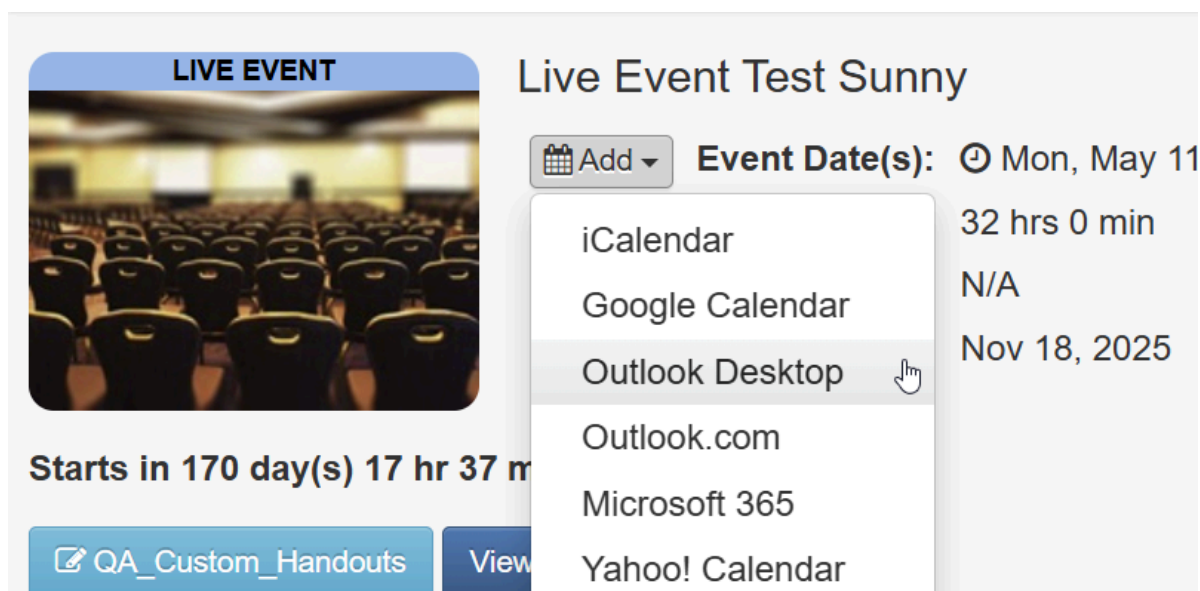 LIVE EVENT
Live Event Test Sunny
Add
Event Date(s): Mon, May 11
32 hrs 0 min
N/A
Nov 18, 2025
iCalendar
Google Calendar
Outlook Desktop
Outlook.com
Microsoft 365
Yahoo! Calendar
Starts in 170 day(s) 17 hr 37 m
QA_Custom_Handouts
View